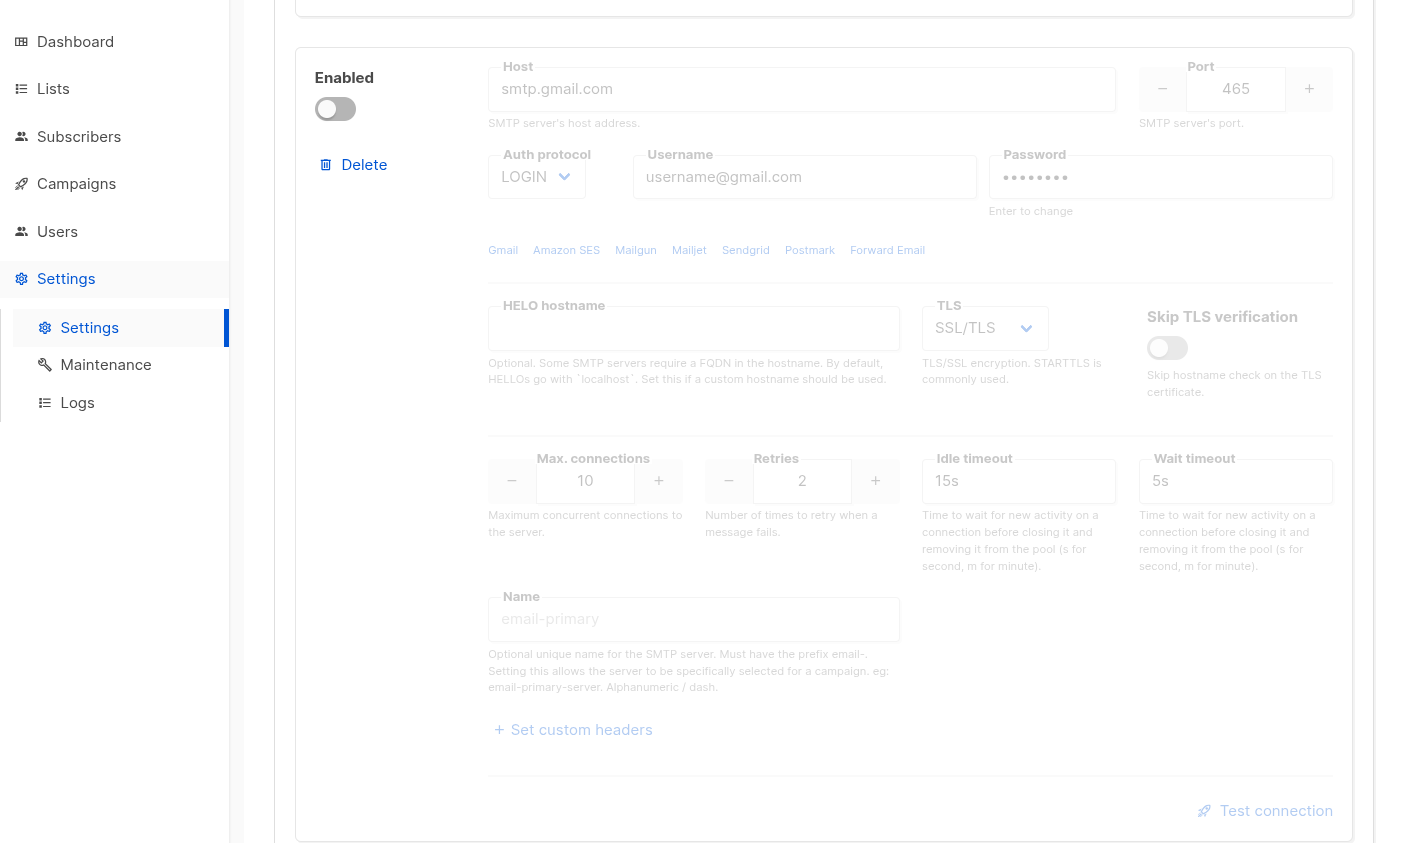 Dashboard
Lists
Subscribers
Campaigns
Users
Settings
Settings
Maintenance
Logs
Enabled
Delete
Host
smtp.gmail.com
SMTP server's host address.
Port
− 465 +
SMTP server's port.
Auth protocol
LOGIN
Username
username@gmail.com
Password
••••••••
Enter to change
Gmail Amazon SES Mailgun Mailjet Sendgrid Postmark Forward Email
HELO hostname
Optional. Some SMTP servers require a FQDN in the hostname. By default,
HELLOs go with `localhost`. Set this if a custom hostname should be used.
TLS
SSL/TLS
TLS/SSL encryption. STARTTLS is
commonly used.
Skip TLS verification
Skip hostname check on the TLS
certificate.
Max. connections
− 10 +
Maximum concurrent connections to
the server.
Retries
− 2 +
Number of times to retry when a
message fails.
Idle timeout
15s
Time to wait for new activity on a
connection before closing it and
removing it from the pool (s for
second, m for minute).
Wait timeout
5s
Time to wait for new activity on a
connection before closing it and
removing it from the pool (s for
second, m for minute).
Name
email-primary
Optional unique name for the SMTP server. Must have the prefix email-.
Setting this allows the server to be specifically selected for a campaign. eg:
email-primary-server. Alphanumeric / dash.
+ Set custom headers
Test connection